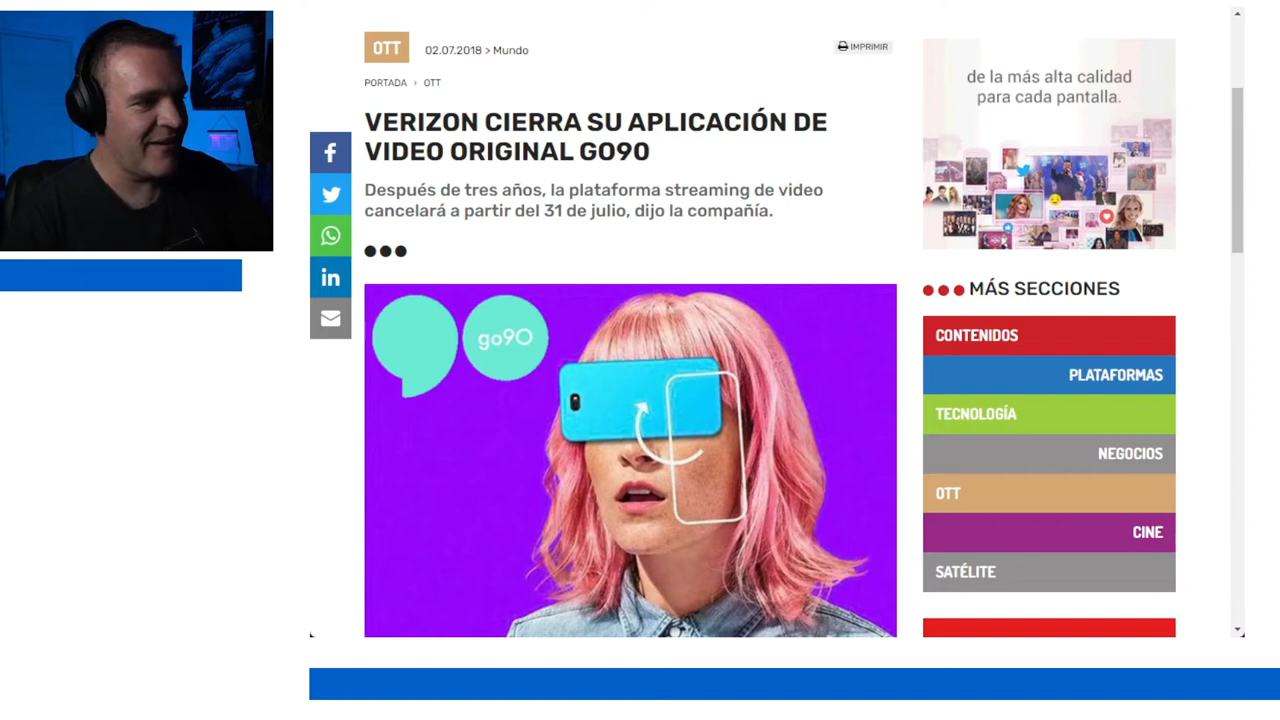 OTT
02.07.2018 > Mundo
IMPRIMIR
PORTADA > OTT
VERIZON CIERRA SU APLICACIÓN DE
VIDEO ORIGINAL GO90
Después de tres años, la plataforma streaming de video
cancelará a partir del 31 de julio, dijo la compañía.
go90
de la más alta calidad
para cada pantalla.
MÁS SECCIONES
CONTENIDOS
PLATAFORMAS
TECNOLOGÍA
NEGOCIOS
OTT
CINE
SATÉLITE